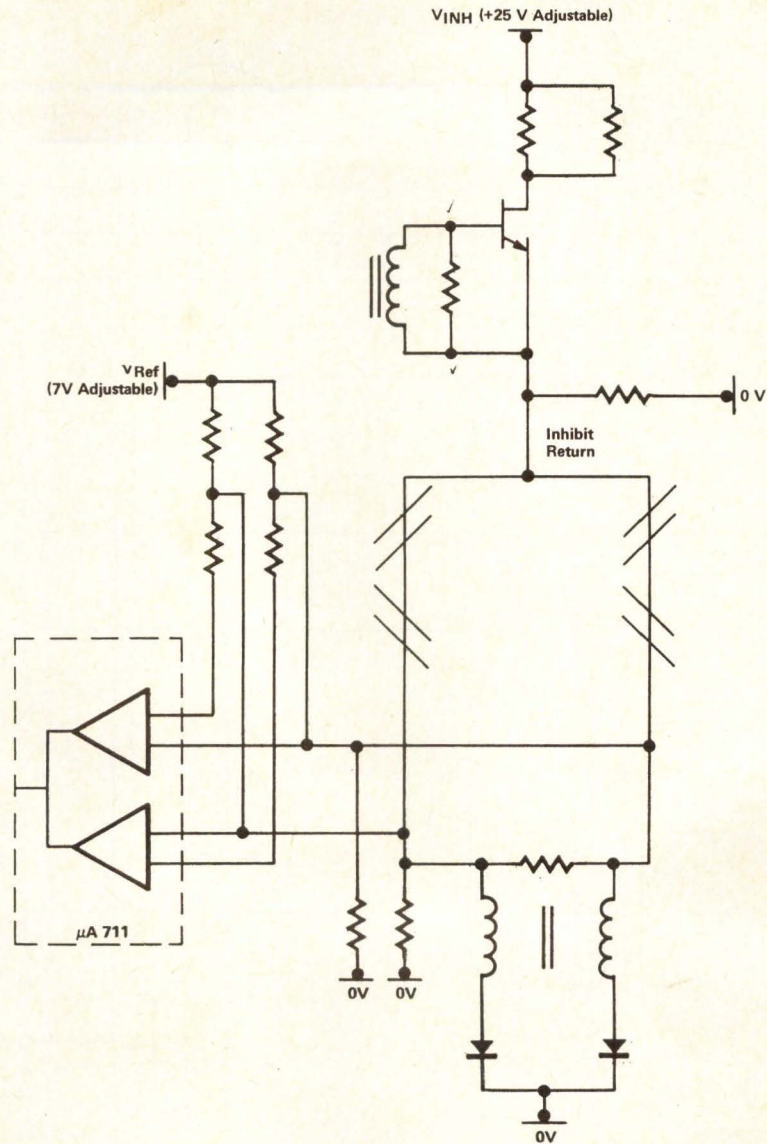 VINH (+25 V Adjustable)
VRef
(7V Adjustable)
0 V
Inhibit
Return
μA 711
0V
0V
0V